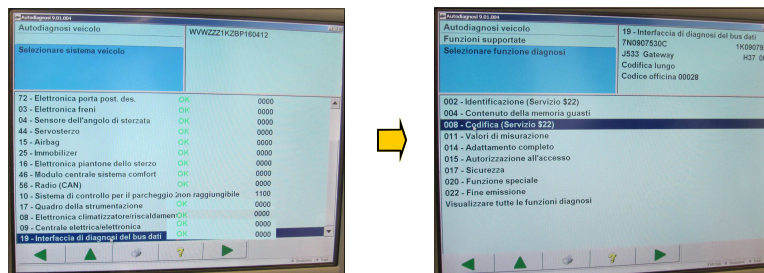 Autodiagnosi 9.01.004
Autodiagnosi veicolo
WVWZZZ1KZBP160412
Selezionare sistema veicolo
72 - Elettronica porta post. des. OK 0000
03 - Elettronica freni OK 0000
04 - Sensore dell'angolo di sterzata OK 0000
44 - Servosterzo OK 0000
15 - Airbag OK 0000
25 - Immobilizer OK 0000
16 - Elettronica piantone dello sterzo OK 0000
46 - Modulo centrale sistema comfort OK 0000
56 - Radio (CAN) OK 0000
10 - Sistema di controllo per il parcheggio non raggiungibile 1100
17 - Quadro della strumentazione OK 0000
08 - Elettronica climatizzatore/riscaldamen OK 0000
09 - Centrale elettrica/elettronica OK 0000
19 - Interfaccia di diagnosi del bus dati OK 0000
Autodiagnosi 9.01.004
Autodiagnosi veicolo
Funzioni supportate
Selezionare funzione diagnosi
19 - Interfaccia di diagnosi del bus dati
7N0907530C 1K09079
J533 Gateway H37
Codifica lungo
Codice officina 00028
002 - Identificazione (Servizio $22)
004 - Contenuto della memoria guasti
008 - Codifica (Servizio $22)
011 - Valori di misurazione
014 - Adattamento completo
015 - Autorizzazione all'accesso
017 - Sicurezza
020 - Funzione speciale
022 - Fine emissione
Visualizzare tutte le funzioni diagnosi